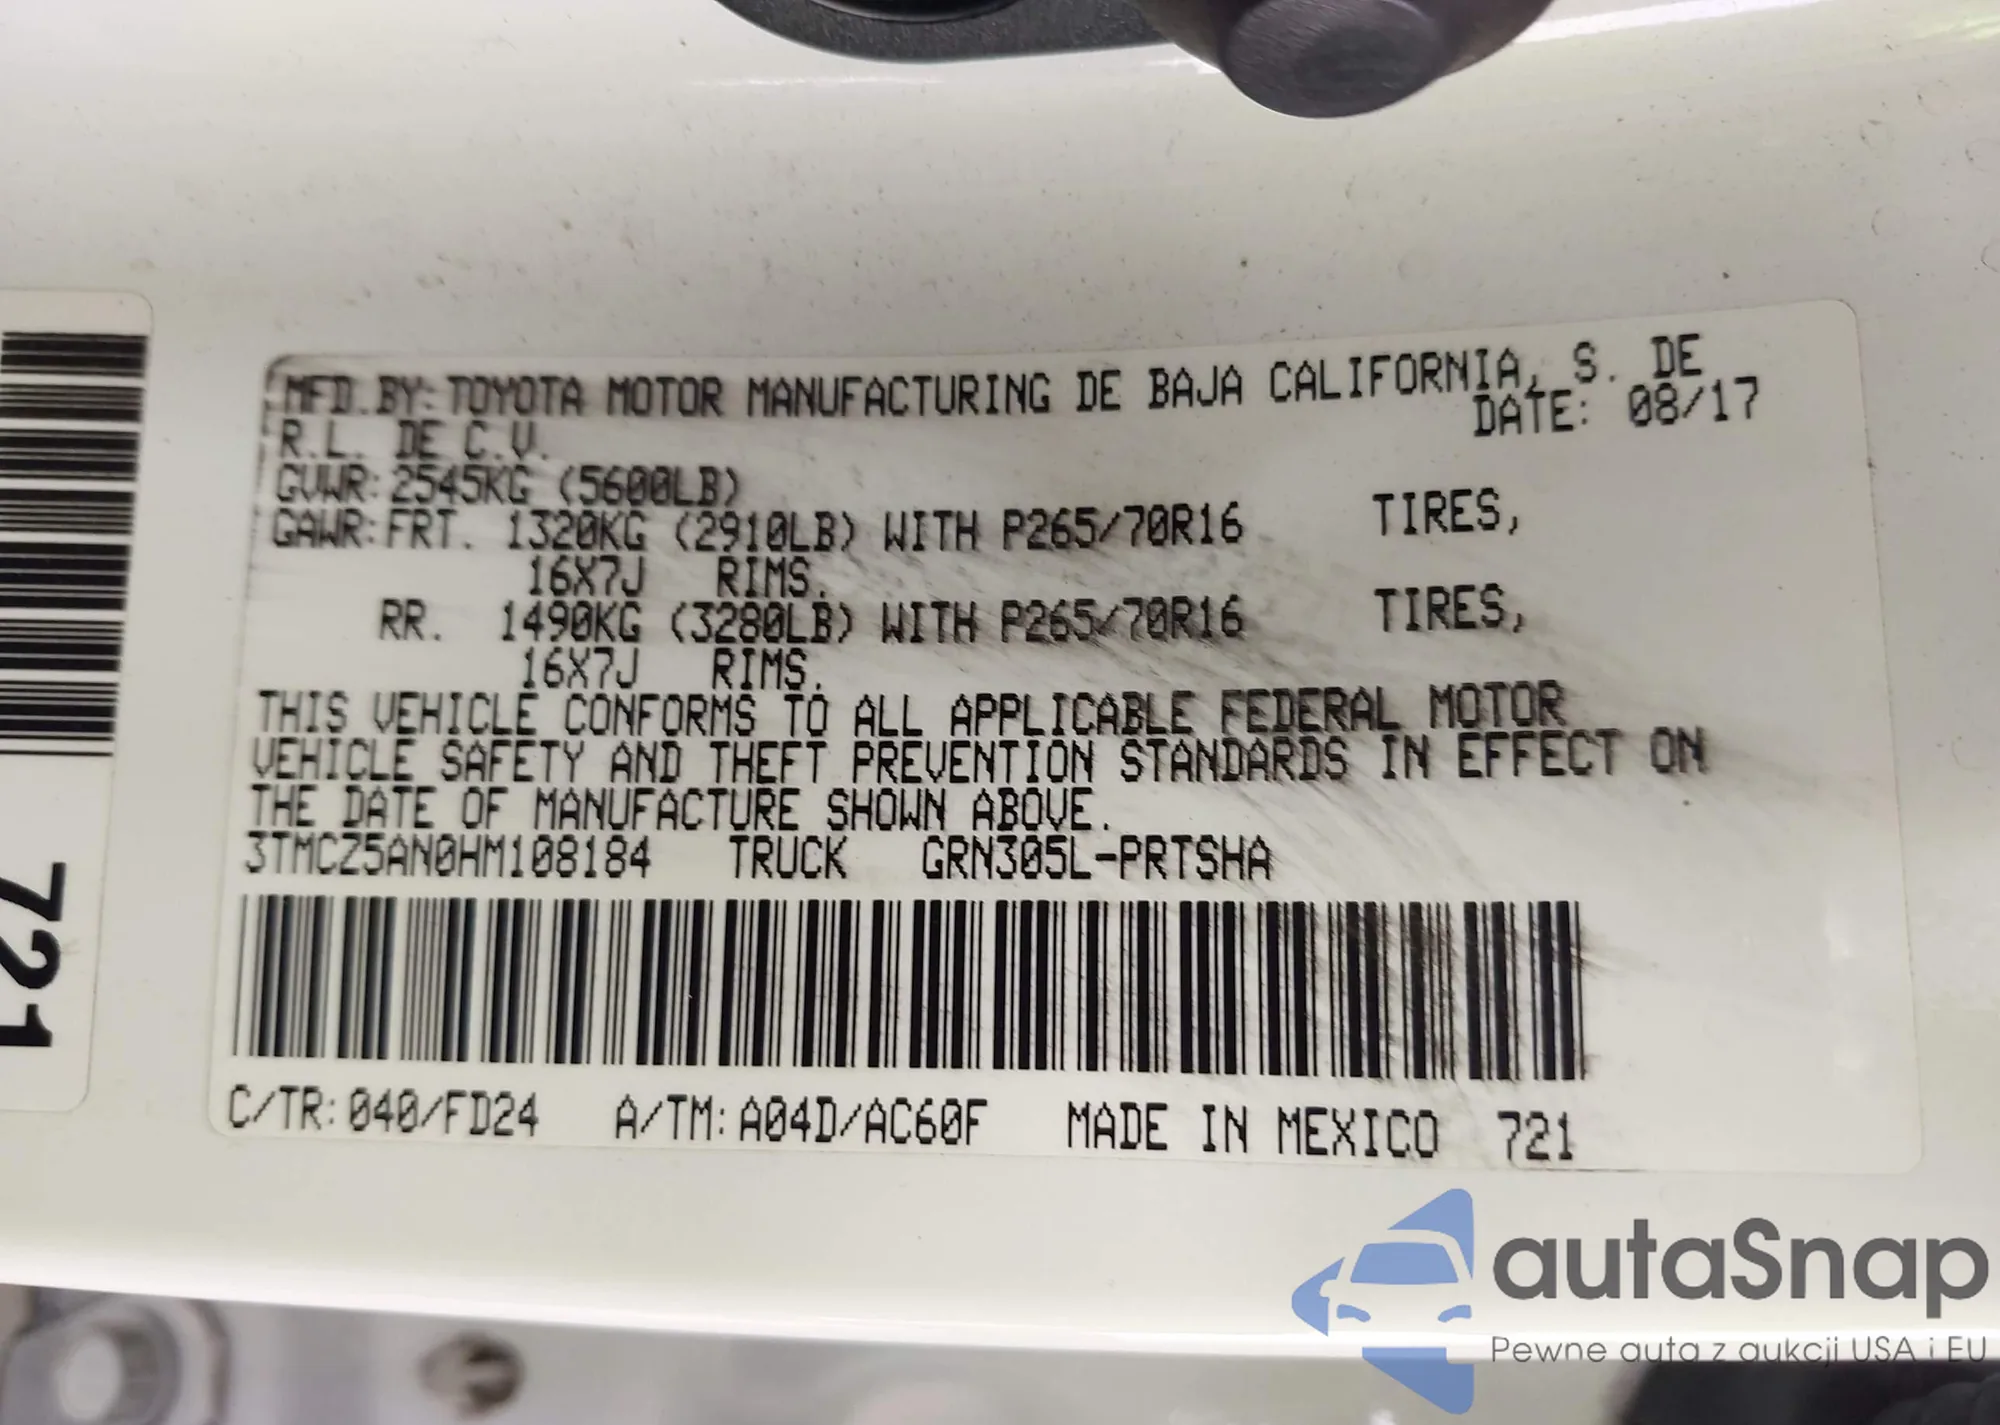 MFD.BY:TOYOTA MOTOR MANUFACTURING DE BAJA CALIFORNIA, S. DE
R.L. DE C.V. DATE: 08/17
GVWR:2545KG (5600LB)
GAWR:FRT. 1320KG (2910LB) WITH P265/70R16 TIRES,
16X7J RIMS.
RR. 1490KG (3280LB) WITH P265/70R16 TIRES,
16X7J RIMS.
THIS VEHICLE CONFORMS TO ALL APPLICABLE FEDERAL MOTOR
VEHICLE SAFETY AND THEFT PREVENTION STANDARDS IN EFFECT ON
THE DATE OF MANUFACTURE SHOWN ABOVE.
3TMCZ5AN0HM108184 TRUCK GRN305L-PRTSHA
C/TR:040/FD24 A/TM:A04D/AC60F MADE IN MEXICO 721
721
autaSnap
Pewne auta z aukcji USA i EU